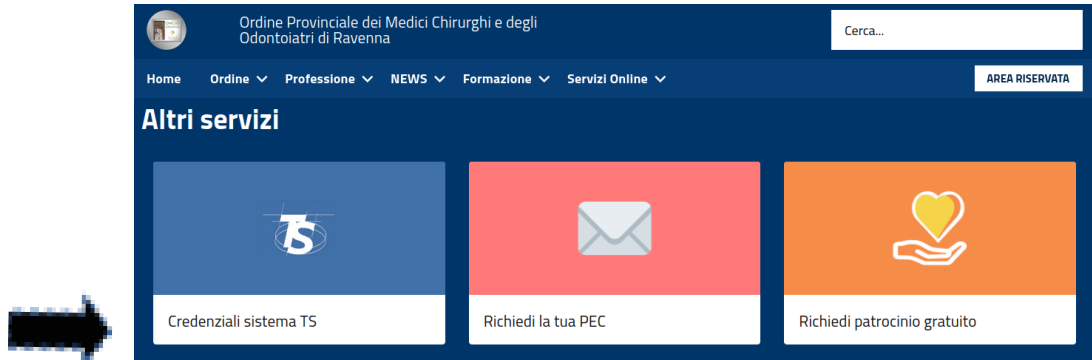 Ordine Provinciale dei Medici Chirurghi e degli
Odontoiatri di Ravenna
Cerca...
Home Ordine Professione NEWS Formazione Servizi Online AREA RISERVATA
Altri servizi
TS
Credenziali sistema TS
Richiedi la tua PEC
Richiedi patrocinio gratuito